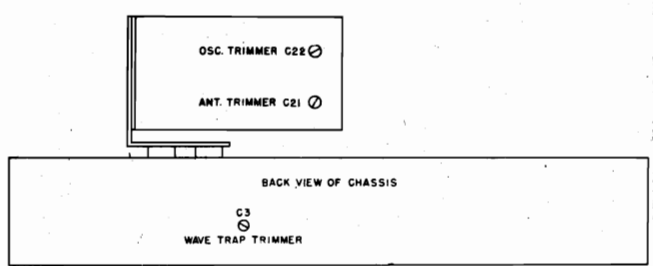 OSC. TRIMMER C22
ANT. TRIMMER C21
BACK VIEW OF CHASSIS
C3
WAVE TRAP TRIMMER